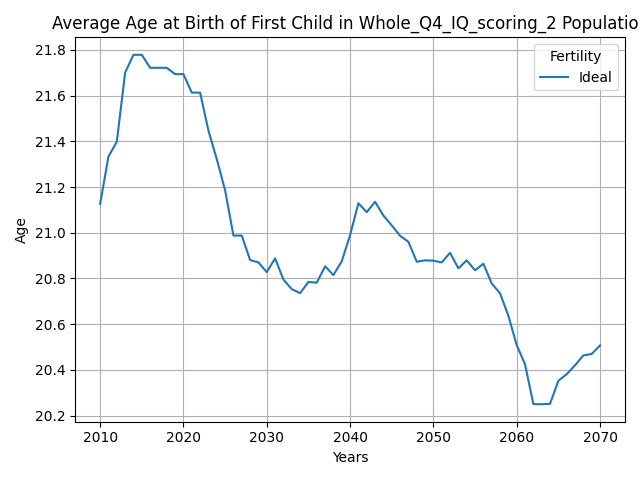 Average Age at Birth of First Child in Whole_Q4_IQ_scoring_2 Populatio
Fertility
Ideal
21.8
21.6
21.4
21.2
21.0
20.8
20.6
20.4
20.2
Age
2010 2020 2030 2040 2050 2060 2070
Years